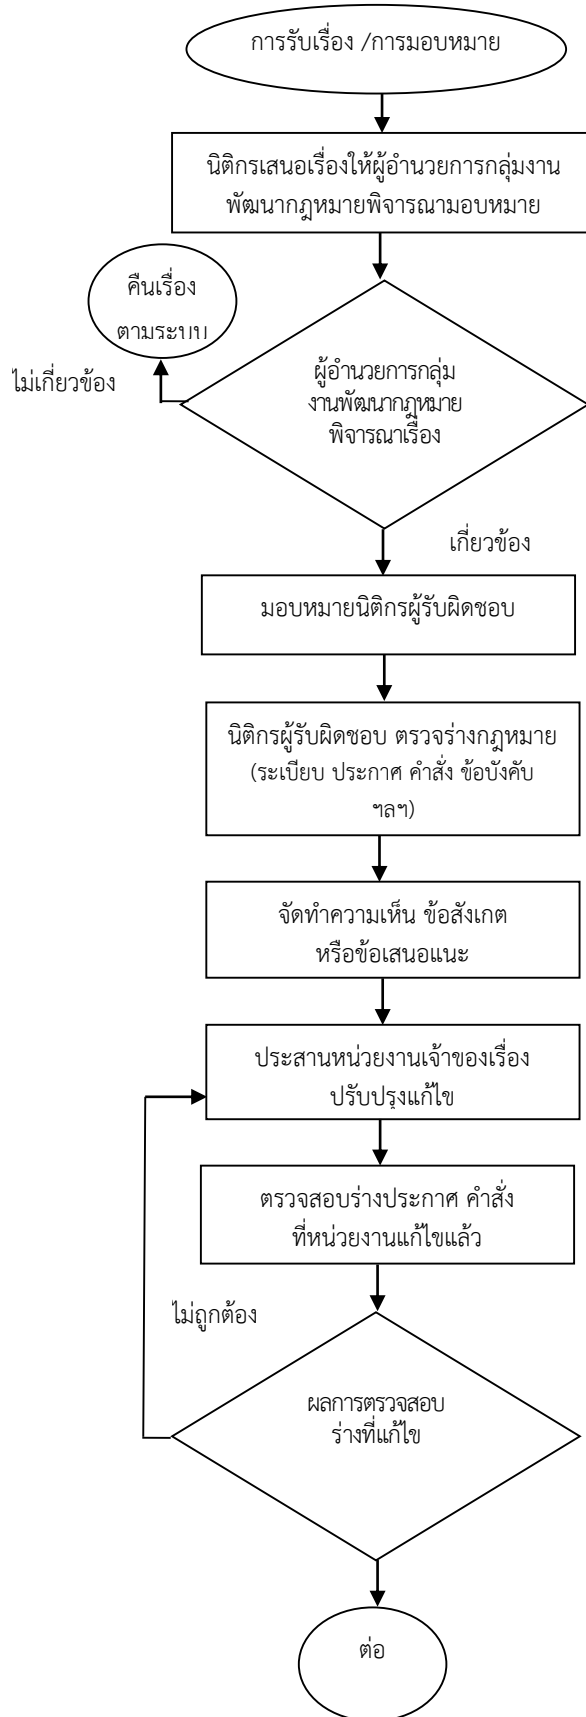 การรับเรื่อง /การมอบหมาย
นิติกรเสนอเรื่องให้ผู้อำนวยการกลุ่มงาน
พัฒนากฎหมายพิจารณามอบหมาย
คืนเรื่อง
ตามระบบ
ไม่เกี่ยวข้อง
ผู้อำนวยการกลุ่ม
งานพัฒนากฎหมาย
พิจารณาเรื่อง
เกี่ยวข้อง
มอบหมายนิติกรผู้รับผิดชอบ
นิติกรผู้รับผิดชอบ ตรวจร่างกฎหมาย
(ระเบียบ ประกาศ คำสั่ง ข้อบังคับ
ฯลฯ)
จัดทำความเห็น ข้อสังเกต
หรือข้อเสนอแนะ
ประสานหน่วยงานเจ้าของเรื่อง
ปรับปรุงแก้ไข
ตรวจสอบร่างประกาศ คำสั่ง
ที่หน่วยงานแก้ไขแล้ว
ไม่ถูกต้อง
ผลการตรวจสอบ
ร่างที่แก้ไข
ต่อ